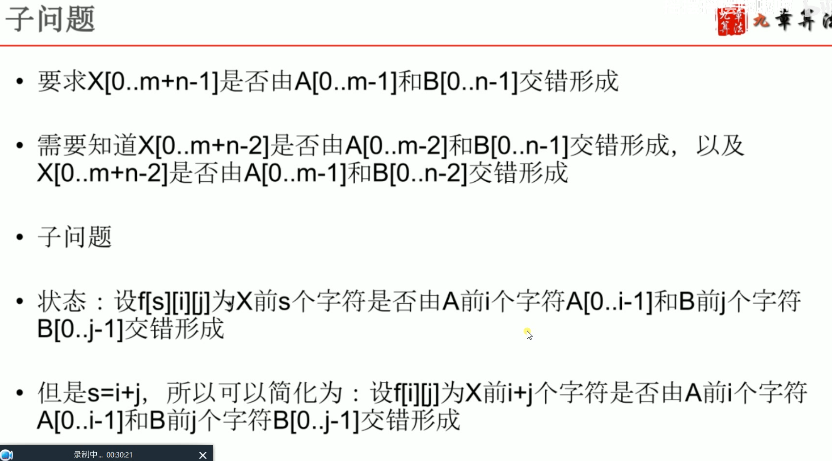 子问题
九章算法
• 要求X[0..m+n-1]是否由A[0..m-1]和B[0..n-1]交错形成
• 需要知道X[0..m+n-2]是否由A[0..m-2]和B[0..n-1]交错形成，以及
X[0..m+n-2]是否由A[0..m-1]和B[0..n-2]交错形成
• 子问题
• 状态：设f[s][i][j]为X前s个字符是否由A前i个字符A[0..i-1]和B前j个字符
B[0..j-1]交错形成
• 但是s=i+j，所以可以简化为：设f[i][j]为X前i+j个字符是否由A前i个字符
A[0..i-1]和B前j个字符B[0..j-1]交错形成
录制中... 00:30:21